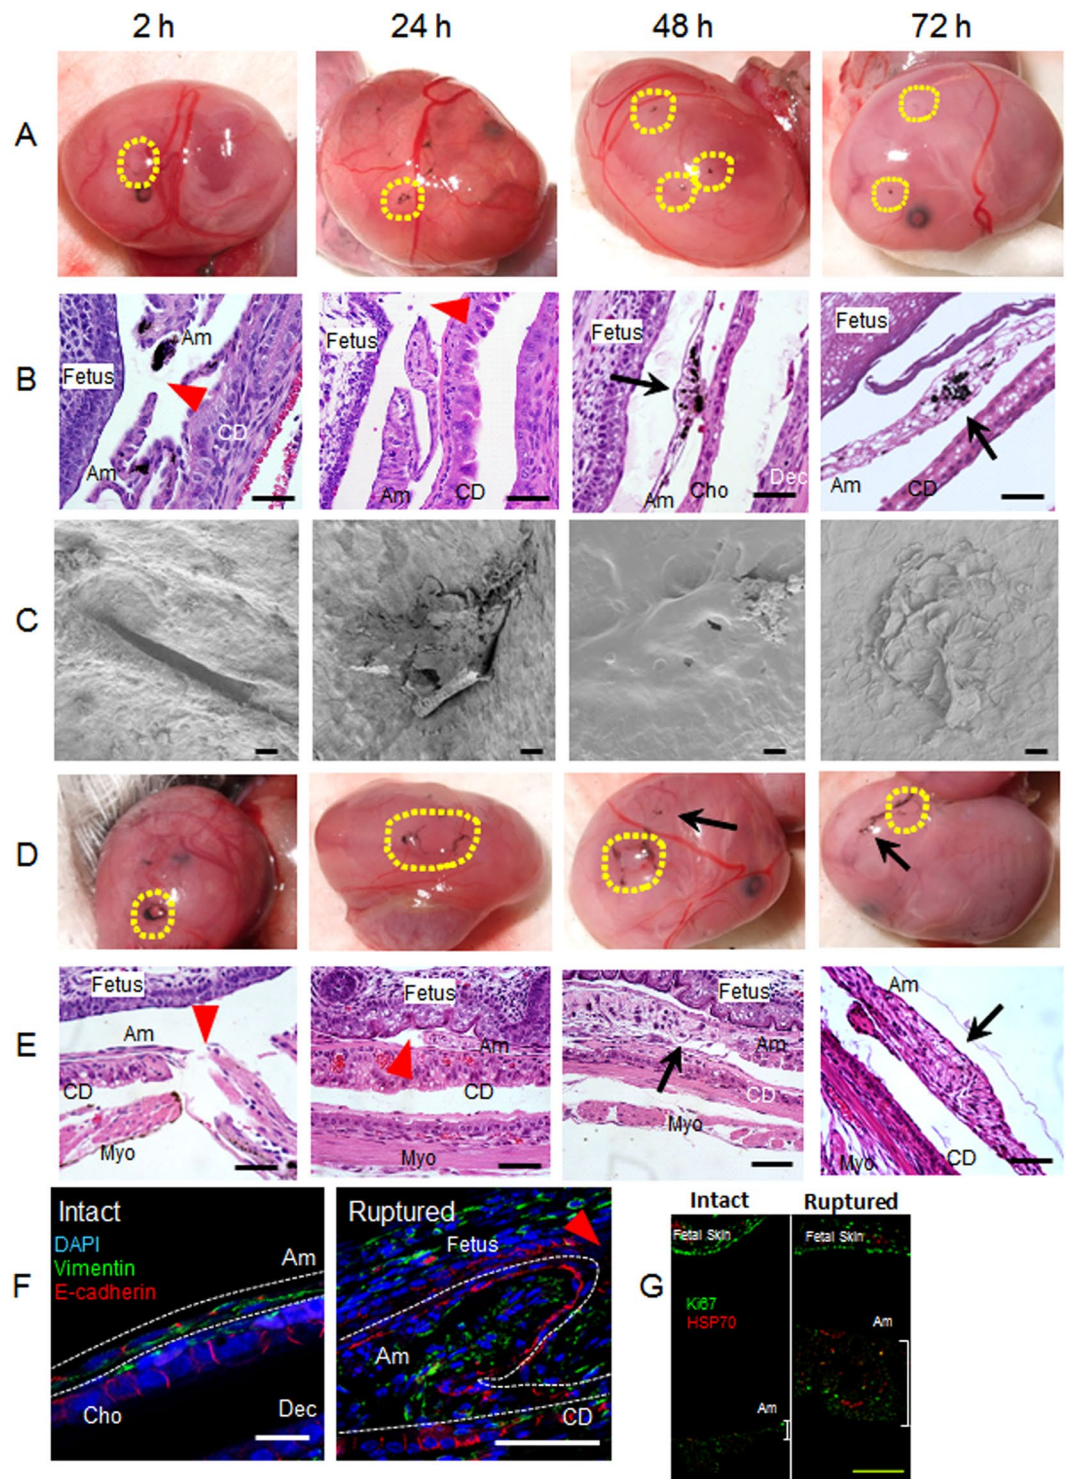 2 h 24 h 48 h 72 h
A
B
Am
Fetus
CD
Am
Fetus
Am CD
Fetus
Am Cho Dec
Fetus
Am CD
C
D
E
Fetus
Am
CD
Myo
Fetus
Am
CD
Myo
Fetus
Am
CD
Myo
Am
Myo CD
F
Intact
DAPI
Vimentin
E-cadherin
Am
Cho
Dec
Ruptured
Fetus
Am
CD
G
Intact Ruptured
Fetal Skin Fetal Skin
Ki67
HSP70
Am
Am